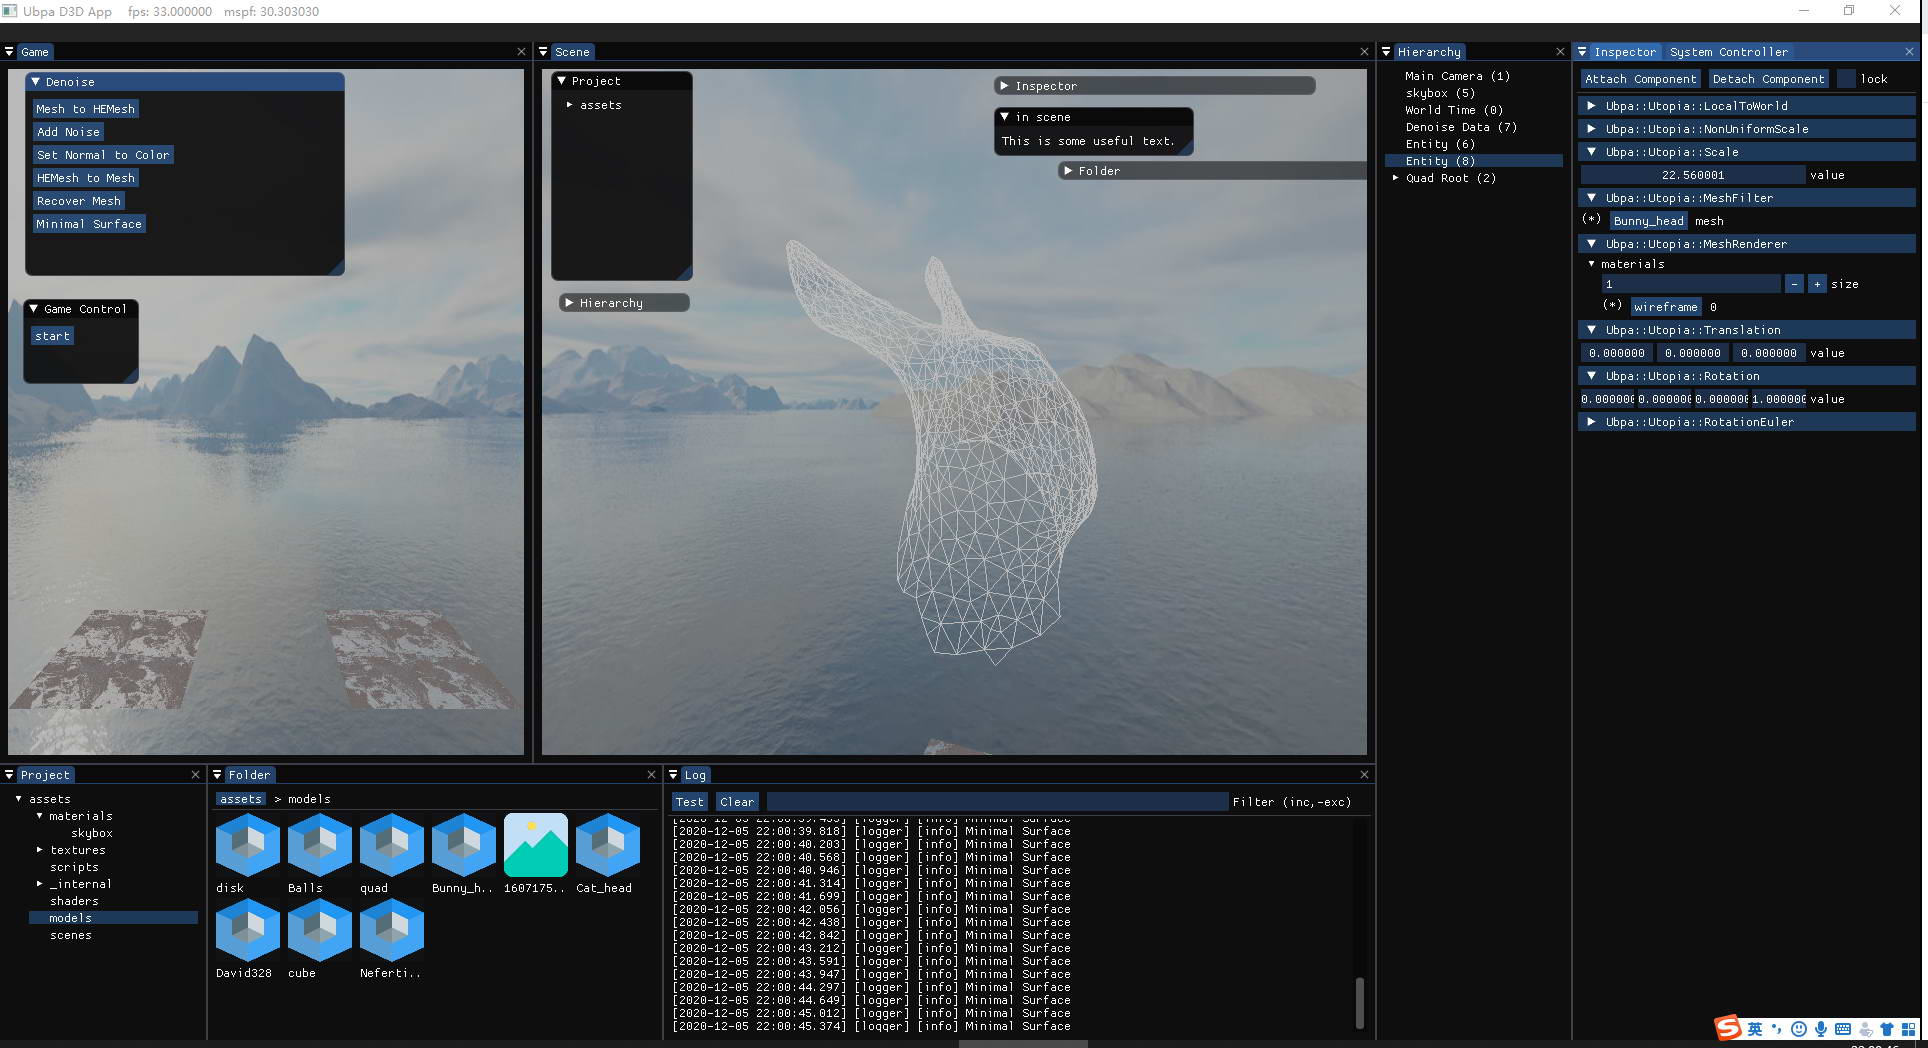 Ubpa D3D App fps: 33.000000 mspf: 30.303030
Game
Denoise
Mesh to HEMesh
Add Noise
Set Normal to Color
HEMesh to Mesh
Recover Mesh
Minimal Surface
Game Control
start
Scene
Project
assets
Hierarchy
Inspector
in scene
This is some useful text.
Folder
Hierarchy
Main Camera (1)
skybox (5)
World Time (0)
Denoise Data (7)
Entity (6)
Entity (8)
Quad Root (2)
Inspector System Controller
Attach Component Detach Component lock
Ubpa::Utopia::LocalToWorld
Ubpa::Utopia::NonUniformScale
Ubpa::Utopia::Scale
22.560001 value
Ubpa::Utopia::MeshFilter
(*) Bunny_head mesh
Ubpa::Utopia::MeshRenderer
materials
1 - + size
(*) wireframe 0
Ubpa::Utopia::Translation
0.000000 0.000000 0.000000 value
Ubpa::Utopia::Rotation
0.000000 0.000000 0.000000 1.000000 value
Ubpa::Utopia::RotationEuler
Project
assets
materials
skybox
textures
scripts
_internal
shaders
models
scenes
Folder
assets > models
disk Balls quad Bunny_h.. 1607175.. Cat_head
David328 cube Neferti..
Log
Test Clear Filter (inc,-exc)
[2020-12-05 22:00:39.818] [logger] [info] Minimal Surface
[2020-12-05 22:00:40.203] [logger] [info] Minimal Surface
[2020-12-05 22:00:40.568] [logger] [info] Minimal Surface
[2020-12-05 22:00:40.946] [logger] [info] Minimal Surface
[2020-12-05 22:00:41.314] [logger] [info] Minimal Surface
[2020-12-05 22:00:41.699] [logger] [info] Minimal Surface
[2020-12-05 22:00:42.056] [logger] [info] Minimal Surface
[2020-12-05 22:00:42.438] [logger] [info] Minimal Surface
[2020-12-05 22:00:42.842] [logger] [info] Minimal Surface
[2020-12-05 22:00:43.212] [logger] [info] Minimal Surface
[2020-12-05 22:00:43.591] [logger] [info] Minimal Surface
[2020-12-05 22:00:43.947] [logger] [info] Minimal Surface
[2020-12-05 22:00:44.297] [logger] [info] Minimal Surface
[2020-12-05 22:00:44.649] [logger] [info] Minimal Surface
[2020-12-05 22:00:45.012] [logger] [info] Minimal Surface
[2020-12-05 22:00:45.374] [logger] [info] Minimal Surface
英